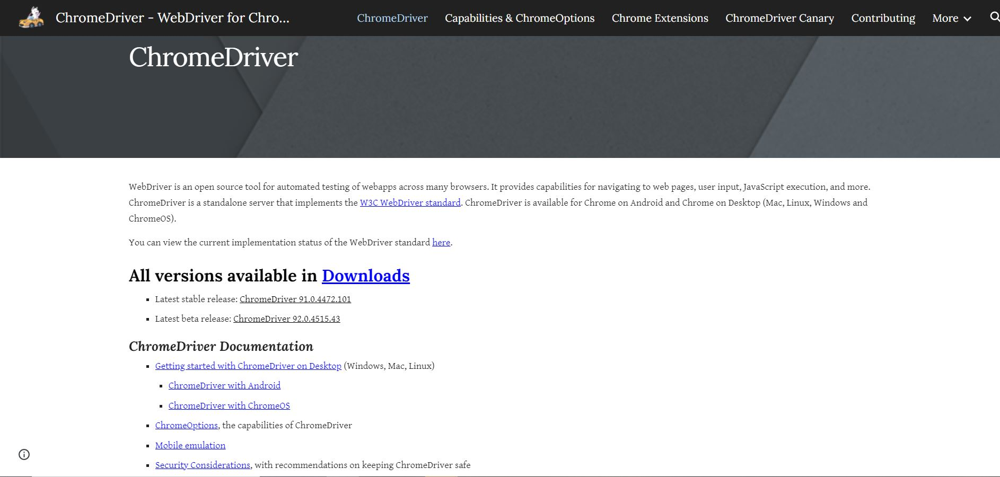 ChromeDriver - WebDriver for Chro...
ChromeDriver Capabilities & ChromeOptions Chrome Extensions ChromeDriver Canary Contributing More
ChromeDriver
WebDriver is an open source tool for automated testing of webapps across many browsers. It provides capabilities for navigating to web pages, user input, JavaScript execution, and more.
ChromeDriver is a standalone server that implements the W3C WebDriver standard. ChromeDriver is available for Chrome on Android and Chrome on Desktop (Mac, Linux, Windows and
ChromeOS).
You can view the current implementation status of the WebDriver standard here.
All versions available in Downloads
Latest stable release: ChromeDriver 91.0.4472.101
Latest beta release: ChromeDriver 92.0.4515.43
ChromeDriver Documentation
Getting started with ChromeDriver on Desktop (Windows, Mac, Linux)
ChromeDriver with Android
ChromeDriver with ChromeOS
ChromeOptions, the capabilities of ChromeDriver
Mobile emulation
Security Considerations, with recommendations on keeping ChromeDriver safe